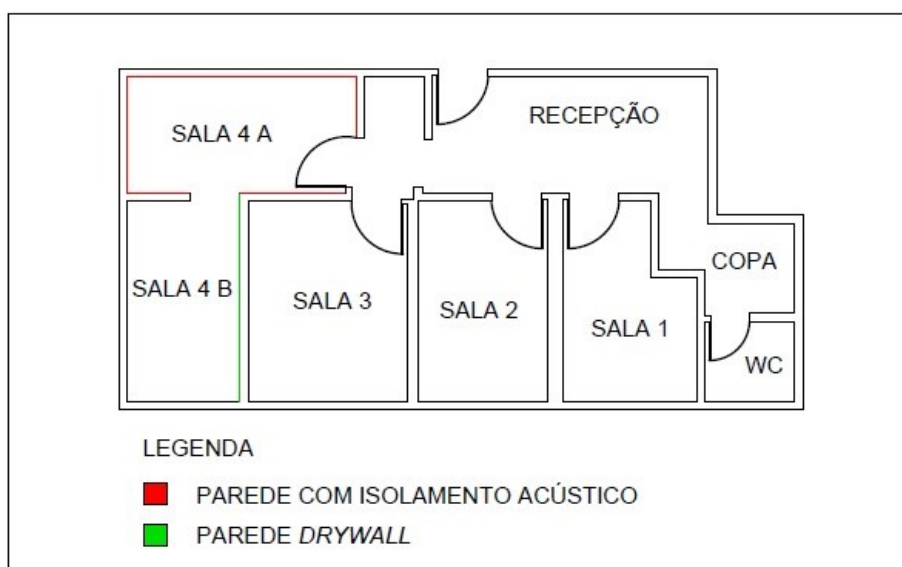 RECEPÇÃO
SALA 4 A
COPA
SALA 4 B
SALA 3
SALA 2
SALA 1
WC
LEGENDA
PAREDE COM ISOLAMENTO ACÚSTICO
PAREDE DRYWALL